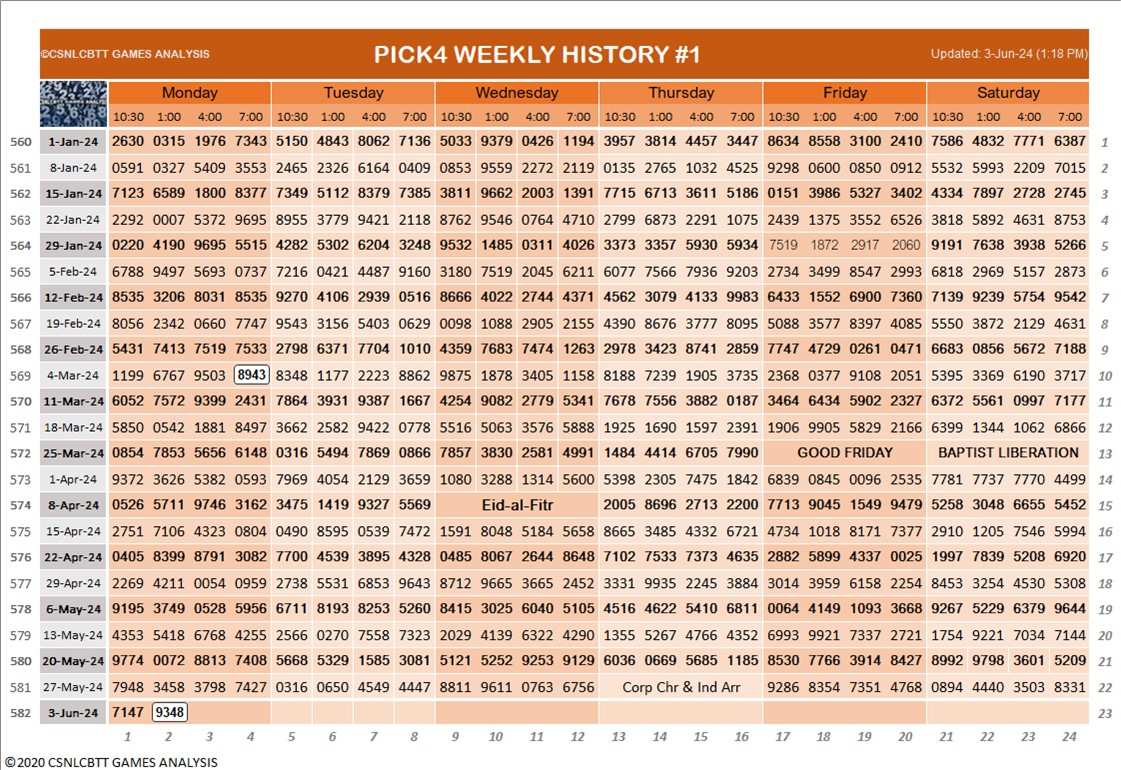 ©CSNLCBTT GAMES ANALYSIS PICK4 WEEKLY HISTORY #1 Updated: 3-Jun-24 (1:18 PM)
Monday Tuesday Wednesday Thursday Friday Saturday
10:30 1:00 4:00 7:00 10:30 1:00 4:00 7:00 10:30 1:00 4:00 7:00 10:30 1:00 4:00 7:00 10:30 1:00 4:00 7:00 10:30 1:00 4:00 7:00
560 1-Jan-24 2630 0315 1976 7343 5150 4843 8062 7136 5033 9379 0426 1194 3957 3814 4457 3447 8634 8558 3100 2410 7586 4832 7771 6387 1
561 8-Jan-24 0591 0327 5409 3553 2465 2326 6164 0409 0853 9559 2272 2119 0135 2765 1032 4525 9298 0600 0850 0912 5532 5993 2209 7015 2
562 15-Jan-24 7123 6589 1800 8377 7349 5112 8379 7385 3811 9662 2003 1391 7715 6713 3611 5186 0151 3986 5327 3402 4334 7897 2728 2745 3
563 22-Jan-24 2292 0007 5372 9695 8955 3779 9421 2118 8762 9546 0764 4710 2799 6873 2291 1075 2439 1375 3552 6526 3818 5892 4631 8753 4
564 29-Jan-24 0220 4190 9695 5515 4282 5302 6204 3248 9532 1485 0311 4026 3373 3357 5930 5934 7519 1872 2917 2060 9191 7638 3938 5266 5
565 5-Feb-24 6788 9497 5693 0737 7216 0421 4487 9160 3180 7519 2045 6211 6077 7566 7936 9203 2734 3499 8547 2993 6818 2969 5157 2873 6
566 12-Feb-24 8535 3206 8031 8535 9270 4106 2939 0516 8666 4022 2744 4371 4562 3079 4133 9983 6433 1552 6900 7360 7139 9239 5754 9542 7
567 19-Feb-24 8056 2342 0660 7747 9543 3156 5403 0629 0098 1088 2905 2155 4390 8676 3777 8095 5088 3577 8397 4085 5550 3872 2129 4631 8
568 26-Feb-24 5431 7413 7519 7533 2798 6371 7704 1010 4359 7683 7474 1263 2978 3423 8741 2859 7747 4729 0261 0471 6683 0856 5672 7188 9
569 4-Mar-24 1199 6767 9503 8943 8348 1177 2223 8862 9875 1878 3405 1158 8188 7239 1905 3735 2368 0377 9108 2051 5395 3369 6190 3717 10
570 11-Mar-24 6052 7572 9399 2431 7864 3931 9387 1667 4254 9082 2779 5341 7678 7556 3882 0187 3464 6434 5902 2327 6372 5561 0997 7177 11
571 18-Mar-24 5850 0542 1881 8497 3662 2582 9422 0778 5516 5063 3576 5888 1925 1690 1597 2391 1906 9905 5829 2166 6399 1344 1062 6866 12
572 25-Mar-24 0854 7853 5656 6148 0316 5494 7869 0866 7857 3830 2581 4991 1484 4414 6705 7990 GOOD FRIDAY BAPTIST LIBERATION 13
573 1-Apr-24 9372 3626 5382 0593 7969 4054 2129 3659 1080 3288 1314 5600 5398 2305 7475 1842 6839 0845 0096 2535 7781 7737 7770 4499 14
574 8-Apr-24 0526 5711 9746 3162 3475 1419 9327 5569 Eid-al-Fitr 2005 8696 2713 2200 7713 9045 1549 9479 5258 3048 6655 5452 15
575 15-Apr-24 2751 7106 4323 0804 0490 8595 0539 7472 1591 8048 5184 5658 8665 3485 4332 6721 4734 1018 8171 7377 2910 1205 7546 5994 16
576 22-Apr-24 0405 8399 8791 3082 7700 4539 3895 4328 0485 8067 2644 8648 7102 7533 7373 4635 2882 5899 4337 0025 1997 7839 5208 6920 17
577 29-Apr-24 2269 4211 0054 0959 2738 5531 6853 9643 8712 9665 3665 2452 3331 9935 2245 3884 3014 3959 6158 2254 8453 3254 4530 5308 18
578 6-May-24 9195 3749 0528 5956 6711 8193 8253 5260 8415 3025 6040 5105 4516 4622 5410 6811 0064 4149 1093 3668 9267 5229 6379 9644 19
579 13-May-24 4353 5418 6768 4255 2566 0270 7558 7323 2029 4139 6322 4290 1355 5267 4766 4352 6993 9921 7337 2721 1754 9221 7034 7144 20
580 20-May-24 9774 0072 8813 7408 5668 5329 1585 3081 5121 5252 9253 9129 6036 0669 5685 1185 8530 7766 3914 8427 8992 9798 3601 5209 21
581 27-May-24 7948 3458 3798 7427 0316 0650 4549 4447 8811 9611 0763 6756 Corp Chr & Ind Arr 9286 8354 7351 4768 0894 4440 3503 8331 22
582 3-Jun-24 7147 9348 23
1 2 3 4 5 6 7 8 9 10 11 12 13 14 15 16 17 18 19 20 21 22 23 24
©2020 CSNLCBTT GAMES ANALYSIS